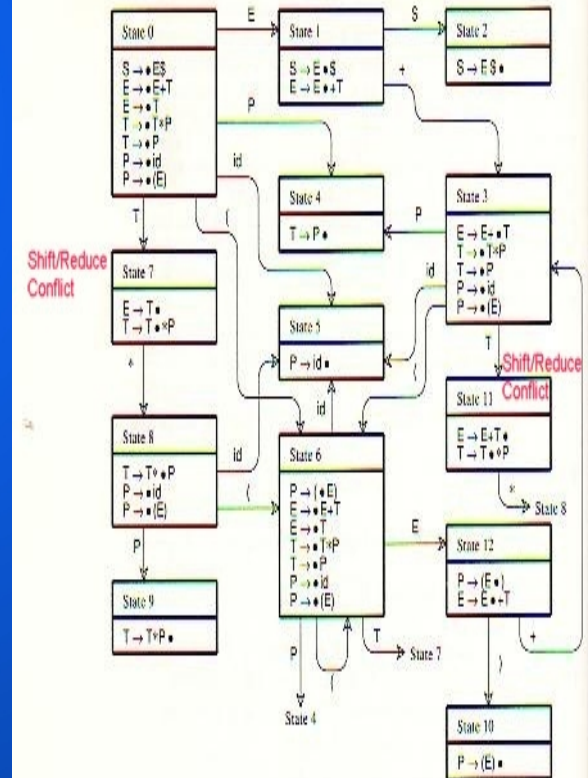 State 0
S → • ES
E → • E+T
E → • T
T → • T*P
T → • P
P → • id
P → • (E)
E
State 1
S → E • S
E → E • +T
S
State 2
S → E S •
+
P
id
(
T
State 4
T → P •
P
State 3
E → E+ • T
T → • T*P
T → • P
P → • id
P → • (E)
id
(
T
Shift/Reduce
Conflict
State 7
E → T •
T → T • *P
*
State 5
P → id •
id
Shift/Reduce
Conflict
State 11
E → E+T •
T → T • *P
*
State 8
State 8
T → T* • P
P → • id
P → • (E)
id
(
P
State 6
P → ( • E)
E → • E+T
E → • T
T → • T*P
T → • P
P → • id
P → • (E)
E
State 12
P → (E • )
E → E • +T
+
)
State 9
T → T*P •
P
(
T
State 7
State 4
State 10
P → (E) •